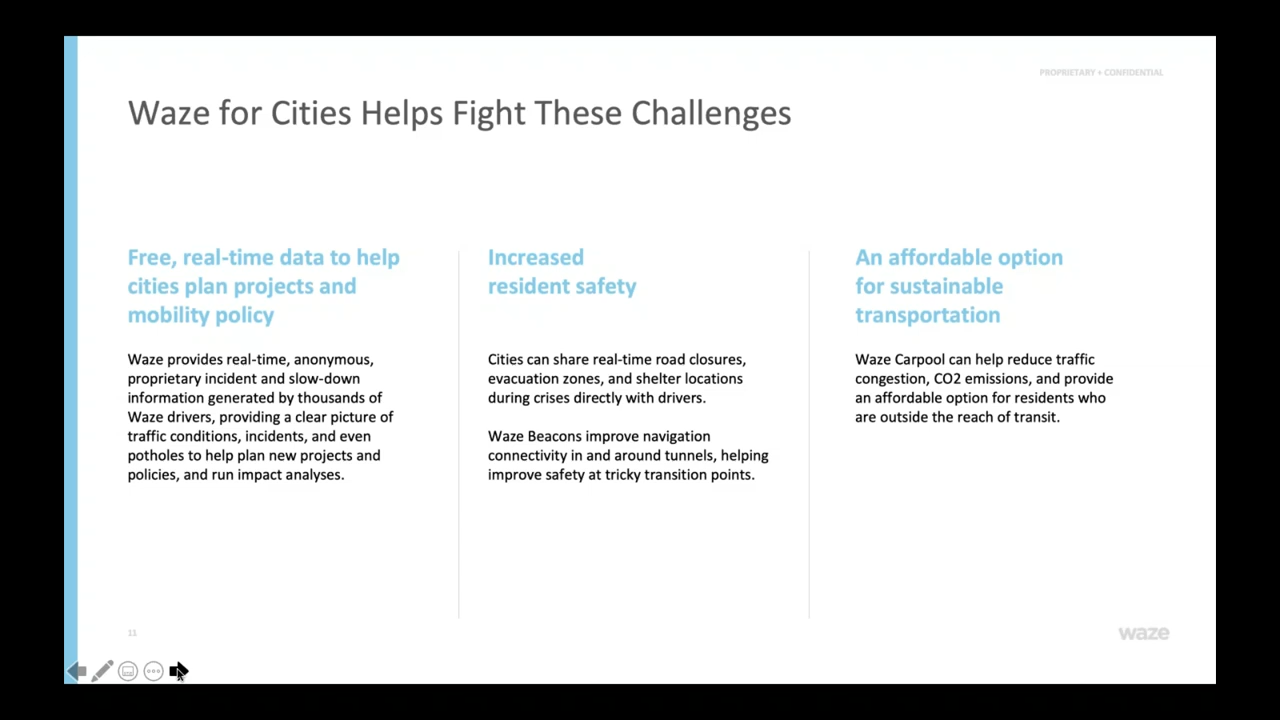 PROPRIETARY + CONFIDENTIAL
Waze for Cities Helps Fight These Challenges
Free, real-time data to help
cities plan projects and
mobility policy
Waze provides real-time, anonymous,
proprietary incident and slow-down
information generated by thousands of
Waze drivers, providing a clear picture of
traffic conditions, incidents, and even
potholes to help plan new projects and
policies, and run impact analyses.
Increased
resident safety
Cities can share real-time road closures,
evacuation zones, and shelter locations
during crises directly with drivers.
Waze Beacons improve navigation
connectivity in and around tunnels, helping
improve safety at tricky transition points.
An affordable option
for sustainable
transportation
Waze Carpool can help reduce traffic
congestion, CO2 emissions, and provide
an affordable option for residents who
are outside the reach of transit.
11
waze